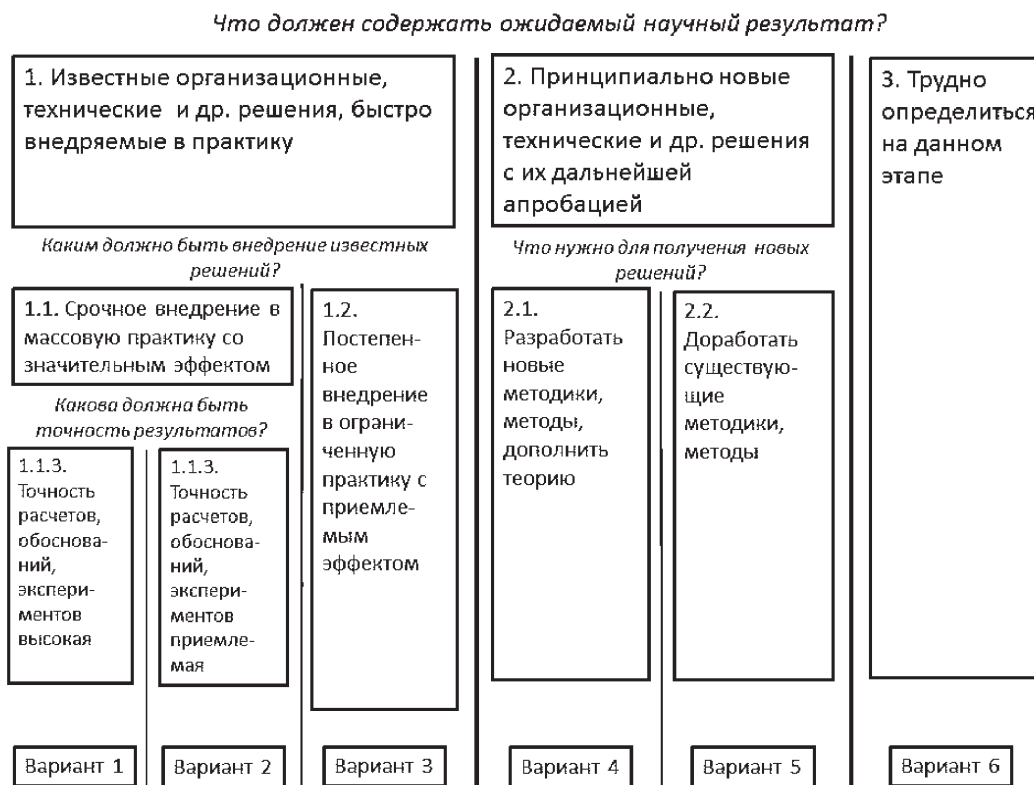 Что должен содержать ожидаемый научный результат?
1. Известные организационные,
технические и др. решения, быстро
внедряемые в практику
2. Принципиально новые
организационные,
технические и др. решения
с их дальнейшей
апробацией
3. Трудно
определиться
на данном
этапе
Каким должно быть внедрение известных
решений?
Что нужно для получения новых
решений?
1.1. Срочное внедрение в
массовую практику со
значительным эффектом
Какова должна быть
точность результатов?
1.1.3.
Точность
расчетов,
обоснова-
ний,
экспери-
ментов
высокая
1.1.3.
Точность
расчетов,
обоснова-
ний,
экспери-
ментов
приемле-
мая
1.2.
Постепен-
ное
внедрение
в ограни-
ченную
практику с
приемле-
мым
эффектом
2.1.
Разработать
новые
методики,
методы,
дополнить
теорию
2.2.
Доработать
существую-
щие
методики,
методы
Вариант 1
Вариант 2
Вариант 3
Вариант 4
Вариант 5
Вариант 6